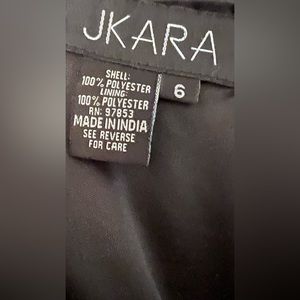 JKARA
SHELL:
100% POLYESTER
LINING:
100% POLYESTER
RN: 97853
MADE IN INDIA
SEE REVERSE
FOR CARE
6